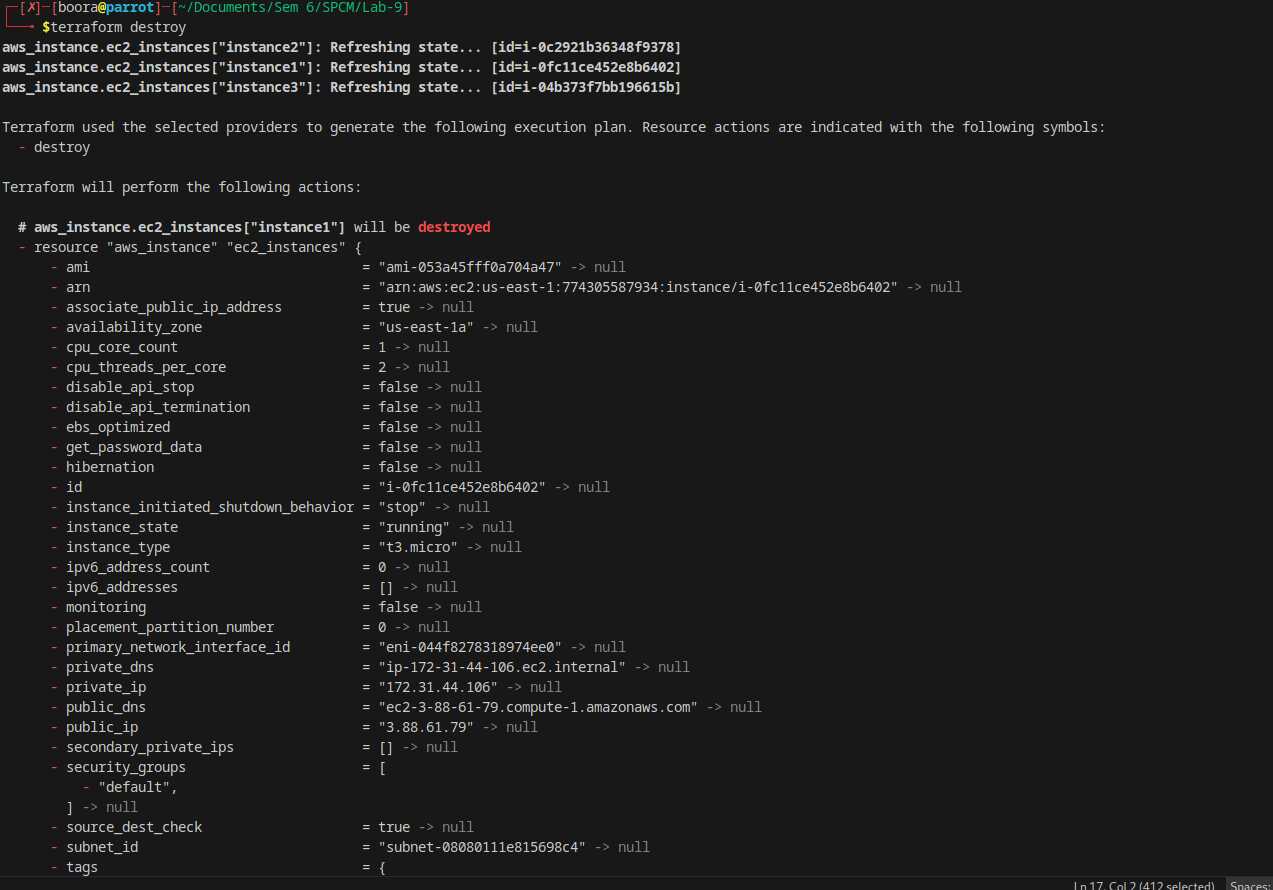 ┌─[✗]─[boora@parrot]─[~/Documents/Sem 6/SPCM/Lab-9]
└──╼ $terraform destroy
aws_instance.ec2_instances["instance2"]: Refreshing state... [id=i-0c2921b36348f9378]
aws_instance.ec2_instances["instance1"]: Refreshing state... [id=i-0fc11ce452e8b6402]
aws_instance.ec2_instances["instance3"]: Refreshing state... [id=i-04b373f7bb196615b]

Terraform used the selected providers to generate the following execution plan. Resource actions are indicated with the following symbols:
  - destroy

Terraform will perform the following actions:

  # aws_instance.ec2_instances["instance1"] will be destroyed
  - resource "aws_instance" "ec2_instances" {
      - ami                                  = "ami-053a45fff0a704a47" -> null
      - arn                                  = "arn:aws:ec2:us-east-1:774305587934:instance/i-0fc11ce452e8b6402" -> null
      - associate_public_ip_address          = true -> null
      - availability_zone                    = "us-east-1a" -> null
      - cpu_core_count                       = 1 -> null
      - cpu_threads_per_core                 = 2 -> null
      - disable_api_stop                     = false -> null
      - disable_api_termination              = false -> null
      - ebs_optimized                        = false -> null
      - get_password_data                    = false -> null
      - hibernation                          = false -> null
      - id                                   = "i-0fc11ce452e8b6402" -> null
      - instance_initiated_shutdown_behavior = "stop" -> null
      - instance_state                       = "running" -> null
      - instance_type                        = "t3.micro" -> null
      - ipv6_address_count                   = 0 -> null
      - ipv6_addresses                       = [] -> null
      - monitoring                           = false -> null
      - placement_partition_number           = 0 -> null
      - primary_network_interface_id         = "eni-044f8278318974ee0" -> null
      - private_dns                          = "ip-172-31-44-106.ec2.internal" -> null
      - private_ip                           = "172.31.44.106" -> null
      - public_dns                           = "ec2-3-88-61-79.compute-1.amazonaws.com" -> null
      - public_ip                            = "3.88.61.79" -> null
      - secondary_private_ips                = [] -> null
      - security_groups                      = [
          - "default",
        ] -> null
      - source_dest_check                    = true -> null
      - subnet_id                            = "subnet-08080111e815698c4" -> null
      - tags                                 = {
Ln 17, Col 2 (412 selected) Spaces: